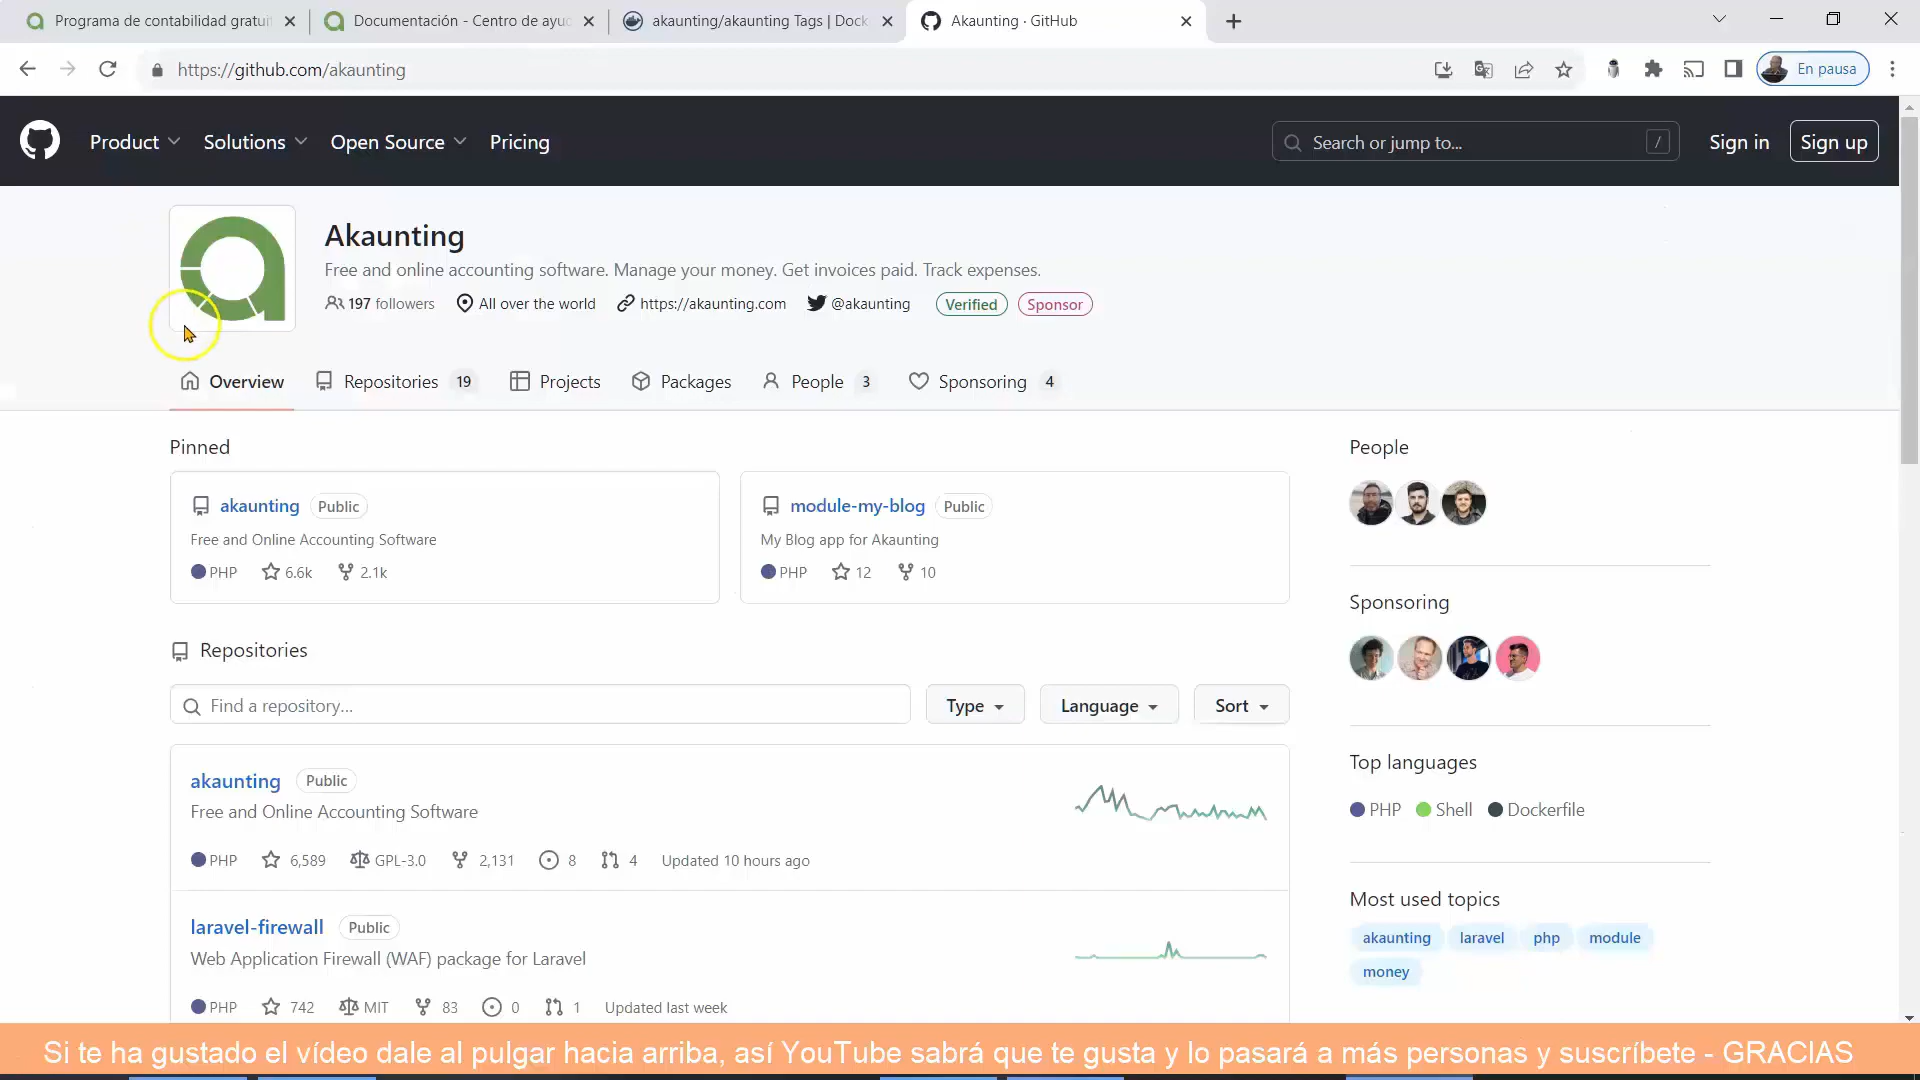 Programa de contabilidad gratuit
Documentación - Centro de ayuc
akaunting/akaunting Tags | Dock
Akaunting · GitHub
https://github.com/akaunting
En pausa
Product
Solutions
Open Source
Pricing
Search or jump to...
/
Sign in
Sign up
Akaunting
Free and online accounting software. Manage your money. Get invoices paid. Track expenses.
197 followers
All over the world
https://akaunting.com
@akaunting
Verified
Sponsor
Overview
Repositories 19
Projects
Packages
People 3
Sponsoring 4
Pinned
akaunting Public
Free and Online Accounting Software
PHP 6.6k 2.1k
module-my-blog Public
My Blog app for Akaunting
PHP 12 10
Repositories
Find a repository...
Type
Language
Sort
akaunting Public
Free and Online Accounting Software
PHP 6,589 GPL-3.0 2,131 8 4 Updated 10 hours ago
laravel-firewall Public
Web Application Firewall (WAF) package for Laravel
PHP 742 MIT 83 0 1 Updated last week
People
Sponsoring
Top languages
PHP Shell Dockerfile
Most used topics
akaunting laravel php module
money
Si te ha gustado el vídeo dale al pulgar hacia arriba, así YouTube sabrá que te gusta y lo pasará a más personas y suscríbete - GRACIAS